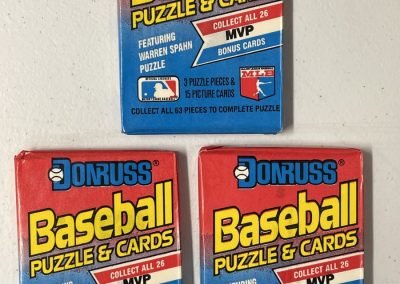 Baseball
PUZZLE & CARDS
COLLECT ALL 26
MVP
BONUS CARDS
FEATURING
WARREN SPAHN
PUZZLE
3 PUZZLE PIECES &
15 PICTURE CARDS
MLB
COLLECT ALL 63 PIECES TO COMPLETE PUZZLE
DONRUSS
Baseball
PUZZLE & CARDS
COLLECT ALL 26
MVP
DONRUSS
Baseball
PUZZLE & CARDS
COLLECT ALL 26
MVP